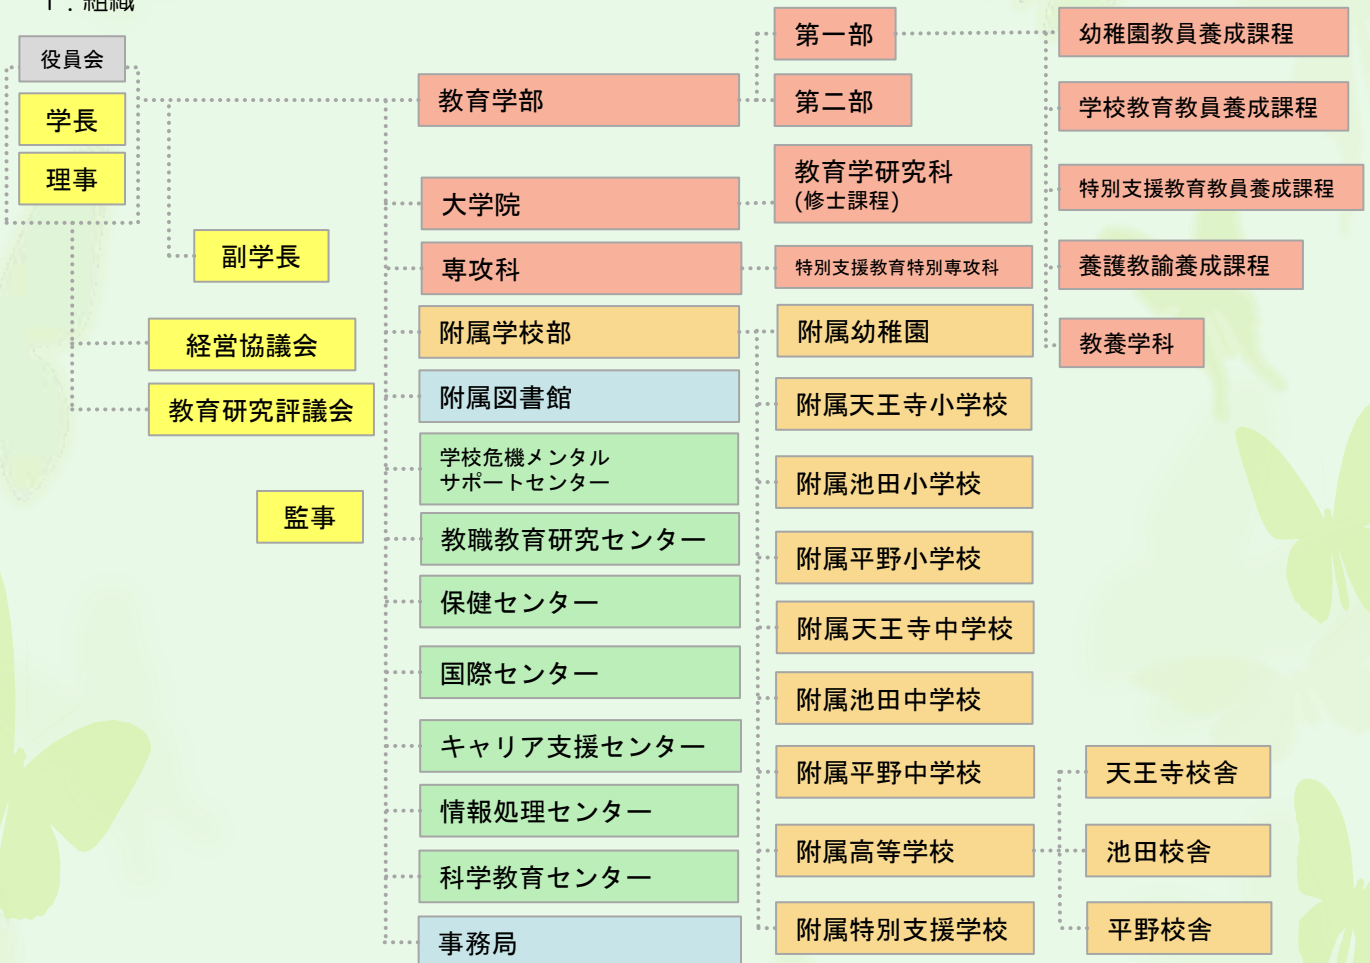 1．組織
役員会
学長
理事
副学長
経営協議会
教育研究評議会
監事
教育学部
大学院
専攻科
附属学校部
附属図書館
学校危機メンタル
サポートセンター
教職教育研究センター
保健センター
国際センター
キャリア支援センター
情報処理センター
科学教育センター
事務局
第一部
第二部
教育学研究科
(修士課程)
特別支援教育特別専攻科
附属幼稚園
附属天王寺小学校
附属池田小学校
附属平野小学校
附属天王寺中学校
附属池田中学校
附属平野中学校
附属高等学校
附属特別支援学校
幼稚園教員養成課程
学校教育教員養成課程
特別支援教育教員養成課程
養護教諭養成課程
教養学科
天王寺校舎
池田校舎
平野校舎